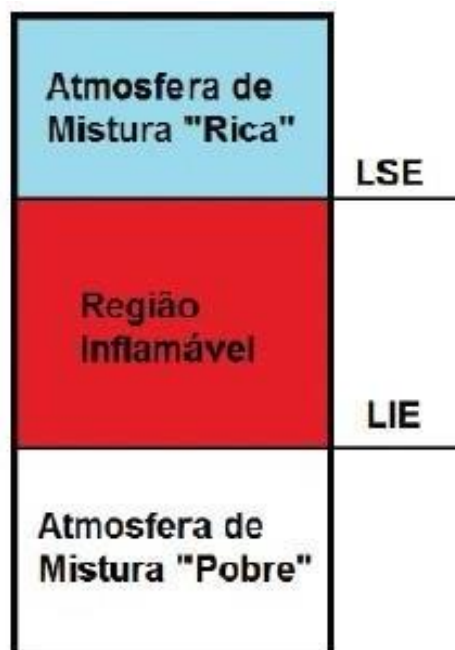 Atmosfera de
Mistura "Rica"
LSE
Região
Inflamável
LIE
Atmosfera de
Mistura "Pobre"